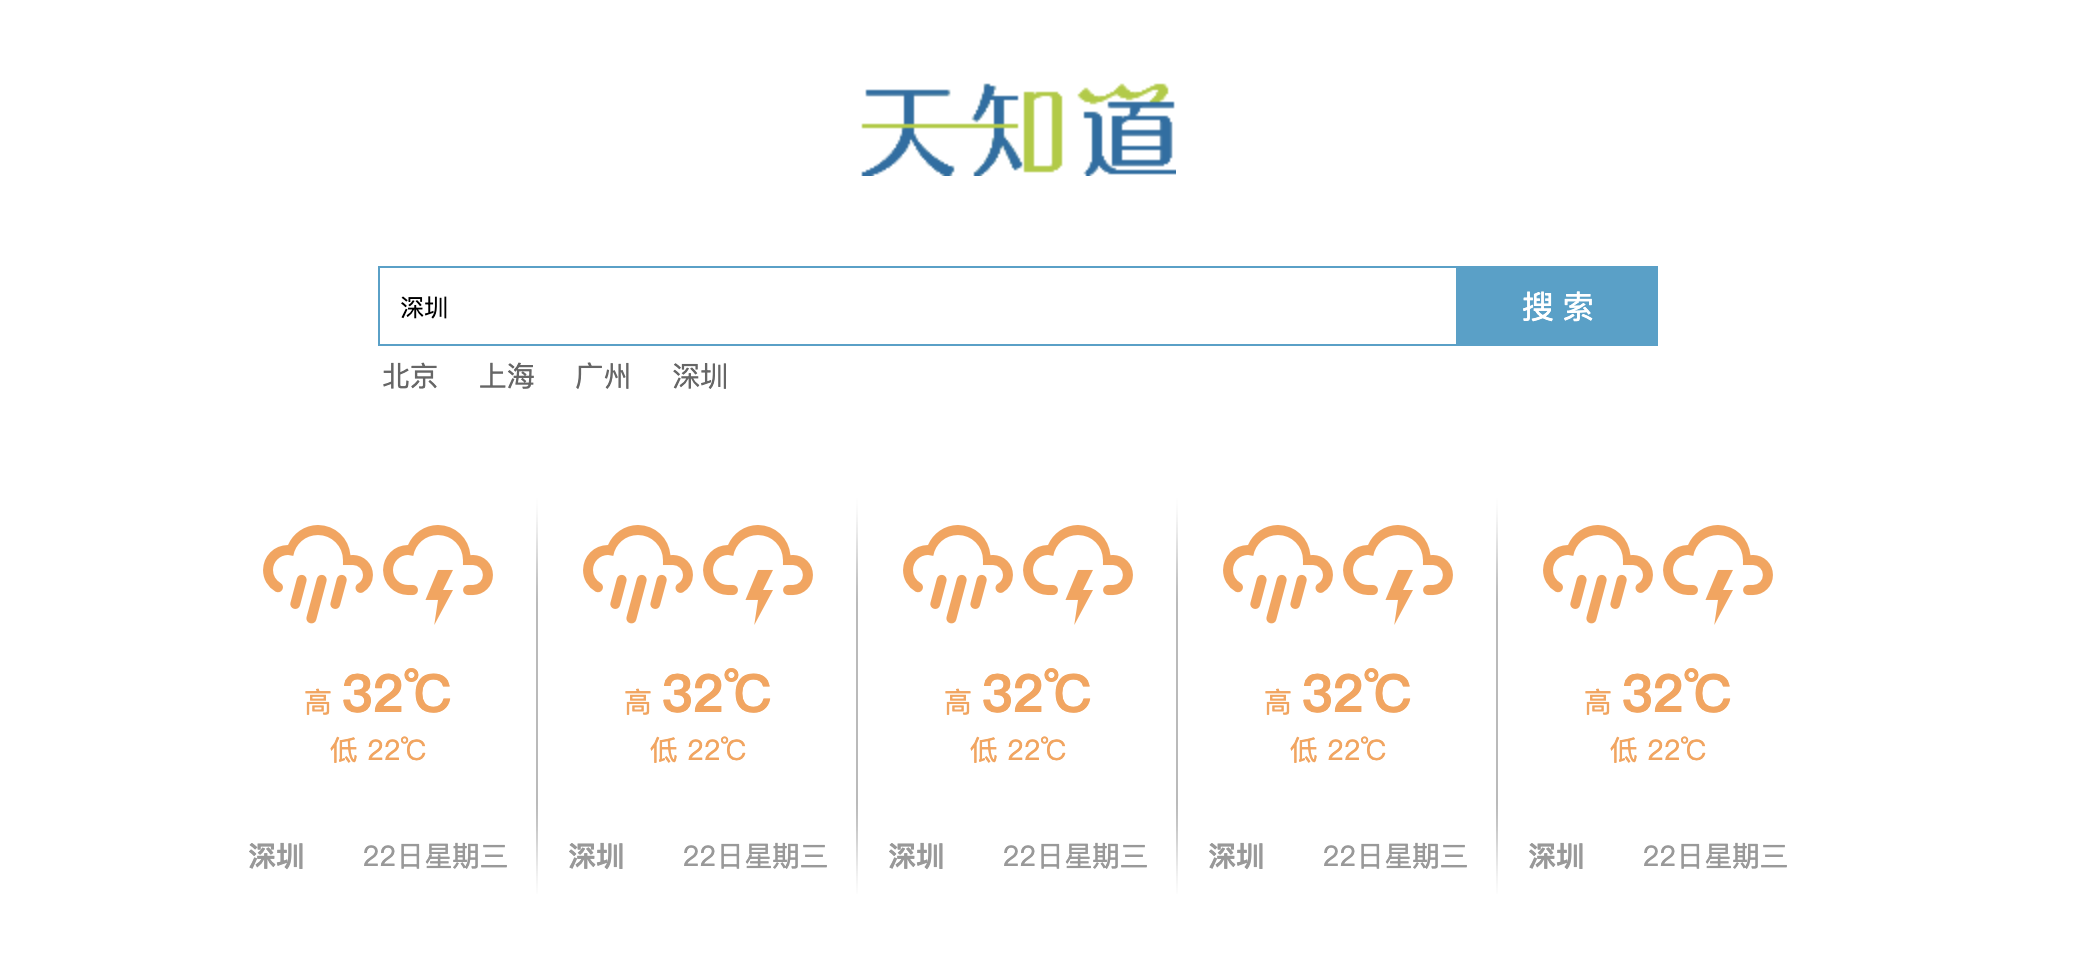 天知道
深圳
搜索
北京 上海 广州 深圳
高 32℃ 高 32℃ 高 32℃ 高 32℃ 高 32℃
低 22℃ 低 22℃ 低 22℃ 低 22℃ 低 22℃
深圳 22日星期三 深圳 22日星期三 深圳 22日星期三 深圳 22日星期三 深圳 22日星期三